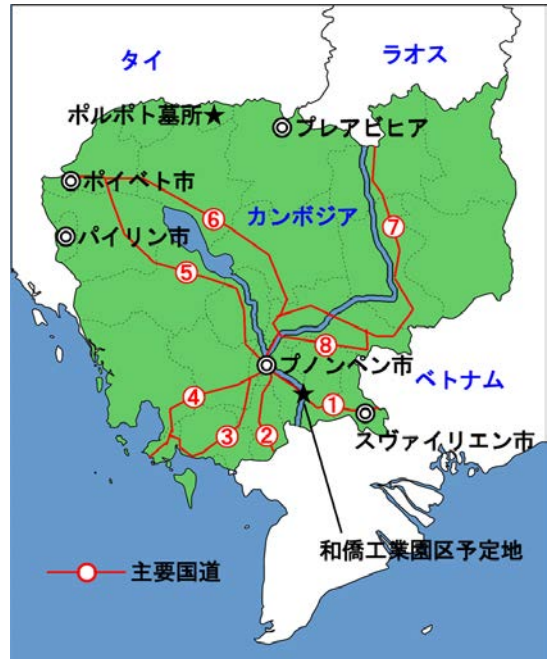 タイ
ラオス
ポルポト墓所★
プレアビヒア
ポイペト市
カンボジア
パイリン市
⑥
⑦
⑤
⑧
プノンペン市
ベトナム
④
①
③
②
スヴァイリエン市
和僑工業園区予定地
主要国道